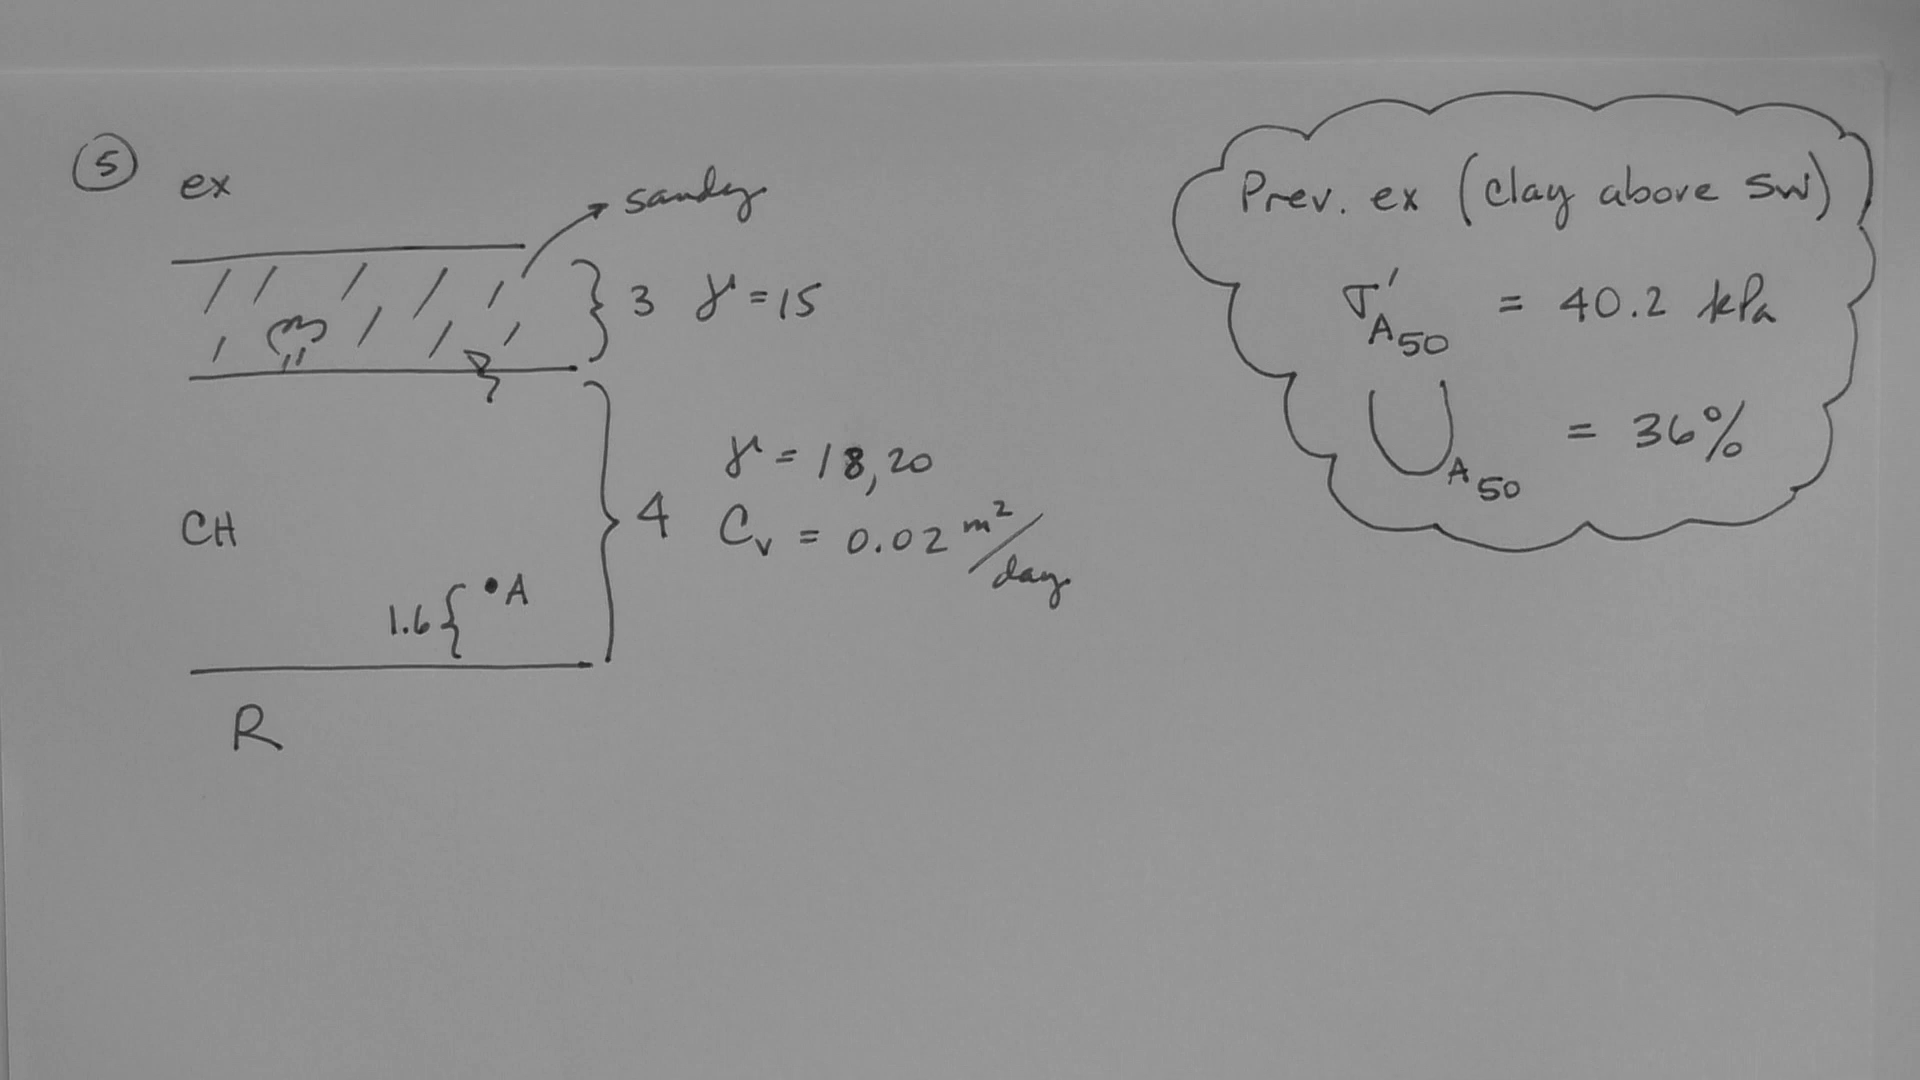 5
ex
sandy
3 γ = 15
γ = 18, 20
CH
4 Cv = 0.02 m²/day
1.6 { • A
R
Prev. ex (clay above SW)
σ'A50 = 40.2 kPa
UA50 = 36%